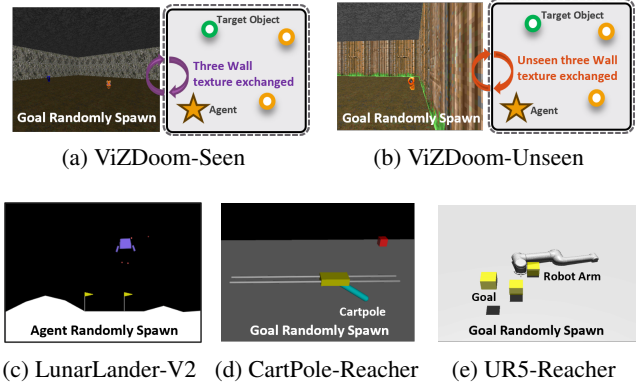 Target Object
Three Wall
texture exchanged
Agent
Goal Randomly Spawn
(a) ViZDoom-Seen
Target Object
Unseen three Wall
texture exchanged
Agent
Goal Randomly Spawn
(b) ViZDoom-Unseen
Agent Randomly Spawn
(c) LunarLander-V2
Cartpole
Goal Randomly Spawn
(d) CartPole-Reacher
Robot Arm
Goal
Goal Randomly Spawn
(e) UR5-Reacher